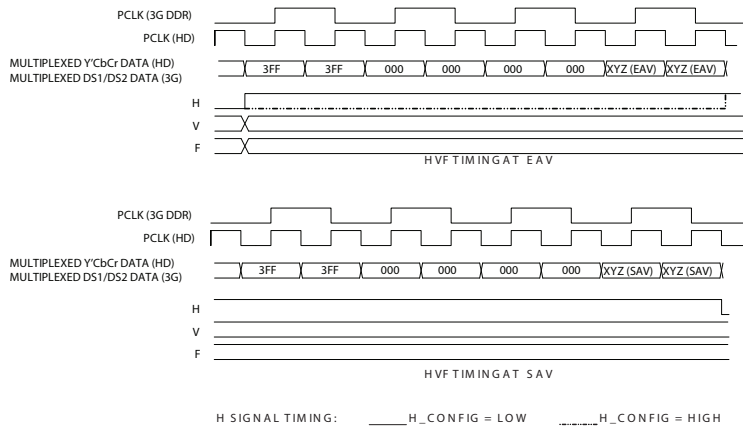 PCLK (3G DDR)
PCLK (HD)
MULTIPLEXED Y'CbCr DATA (HD)
MULTIPLEXED DS1/DS2 DATA (3G)
3FF 3FF 000 000 000 000 XYZ (EAV) XYZ (EAV)
H
V
F
HVF TIMING AT EAV
PCLK (3G DDR)
PCLK (HD)
MULTIPLEXED Y'CbCr DATA (HD)
MULTIPLEXED DS1/DS2 DATA (3G)
3FF 3FF 000 000 000 000 XYZ (SAV) XYZ (SAV)
H
V
F
HVF TIMING AT SAV
H SIGNAL TIMING: H_CONFIG = LOW H_CONFIG = HIGH